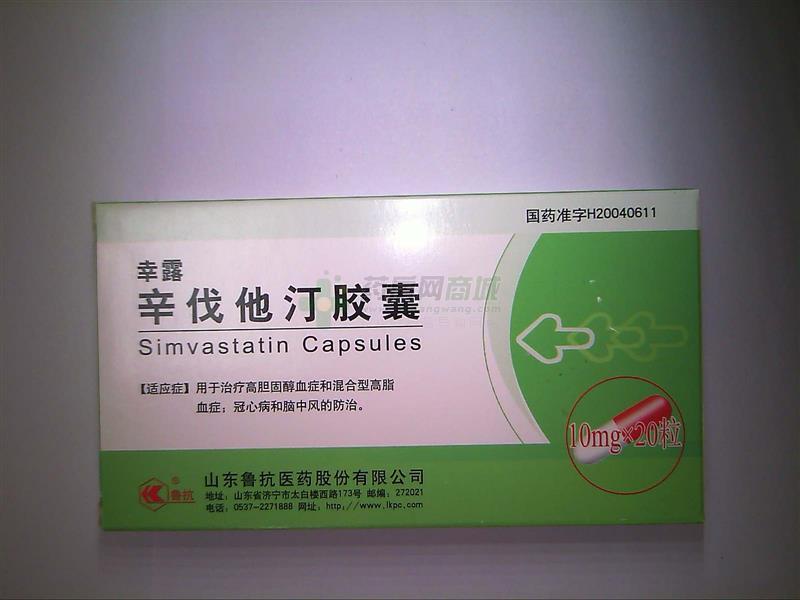 国药准字H20040611
幸露
辛伐他汀胶囊
Simvastatin Capsules
【适应症】用于治疗高胆固醇血症和混合型高脂
血症；冠心病和脑中风的防治。
10mg×20粒
鲁抗®
山东鲁抗医药股份有限公司
地址：山东省济宁市太白楼西路173号 邮编：272021
电话：0537-2271888 网址：http://www.lkpc.com
药房网商城